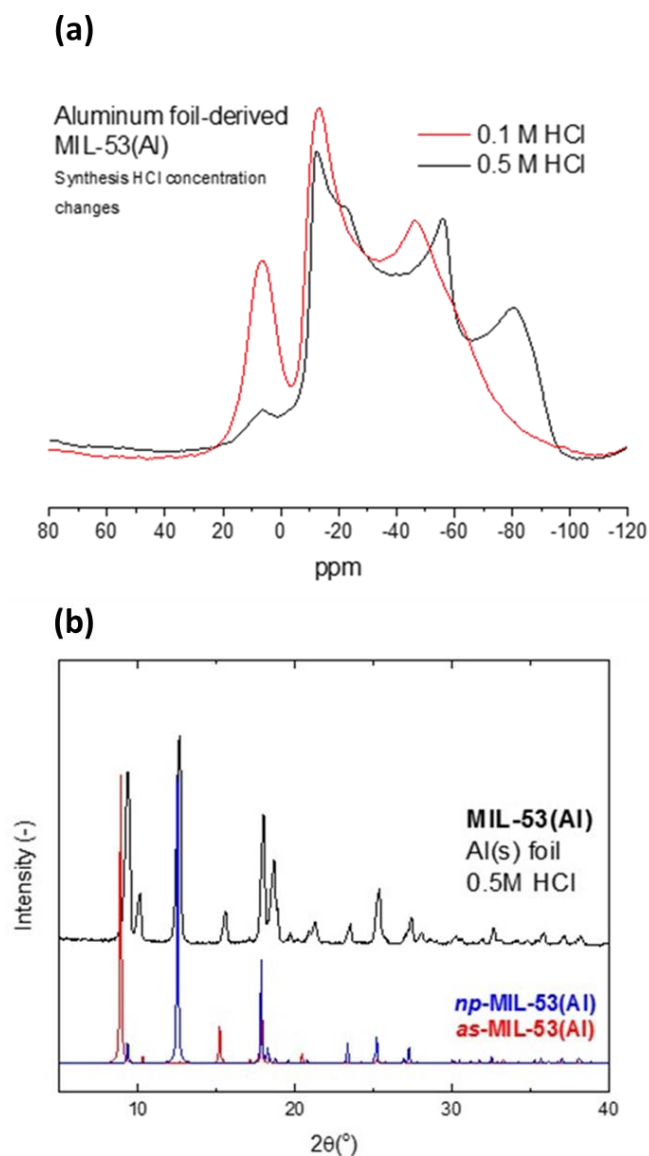 (a)
Aluminum foil-derived
MIL-53(Al)
Synthesis HCl concentration
changes
0.1 M HCl
0.5 M HCl
80 60 40 20 0 -20 -40 -60 -80 -100 -120
ppm
(b)
Intensity (-)
MIL-53(Al)
Al(s) foil
0.5M HCl
np-MIL-53(Al)
as-MIL-53(Al)
10 20 30 40
2θ(°)